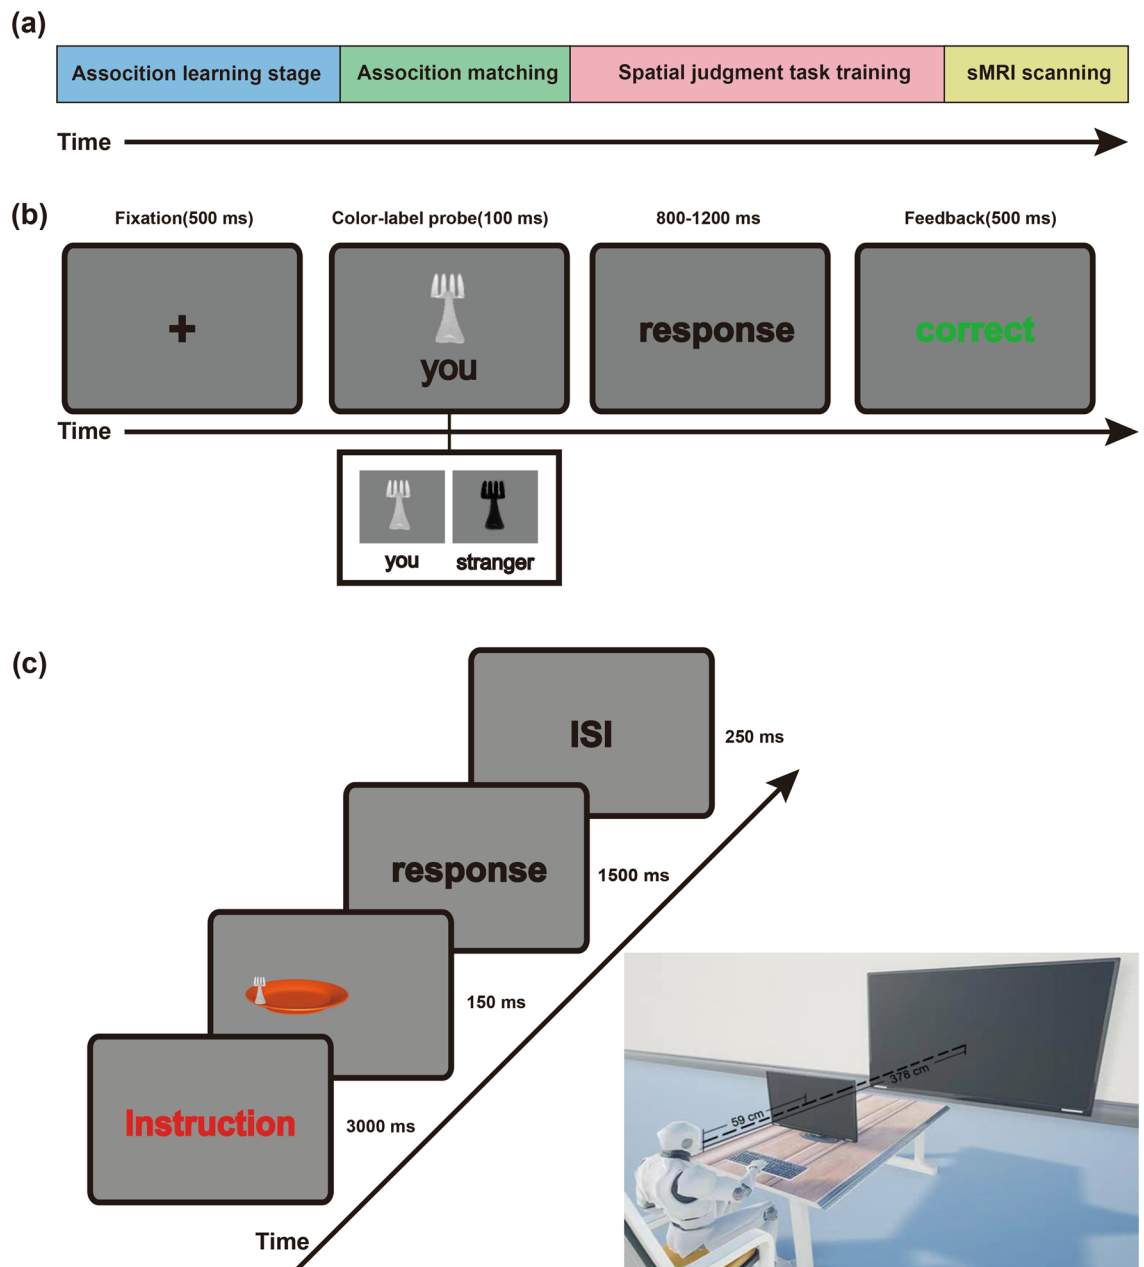 (a)
Assocition learning stage
Assocition matching
Spatial judgment task training
sMRI scanning
Time
(b)
Fixation(500 ms)
Color-label probe(100 ms)
800-1200 ms
Feedback(500 ms)
+
you
response
correct
Time
you
stranger
(c)
ISI
250 ms
response
1500 ms
150 ms
Instruction
3000 ms
Time
59 cm
378 cm